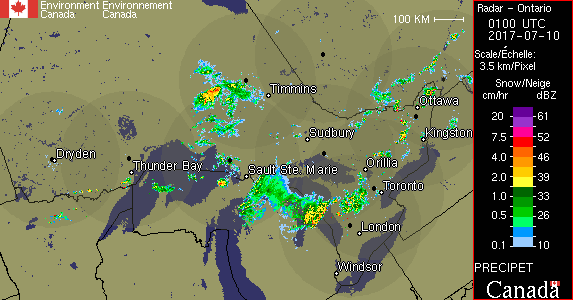 Environment Environnement
Canada Canada
100 KM
Timmins
Ottawa
Sudbury
Kingston
Dryden
Thunder Bay
Sault Ste. Marie
Orillia
Toronto
London
Windsor
Radar - Ontario
0100 UTC
2017-07-10
Scale/Échelle:
3.5 km/Pixel
Snow/Neige
cm/hr dBZ
20 61
7.5 52
4.0 46
2.0 39
1.0 33
0.5 26
0.1 10
PRECIPET
Canada